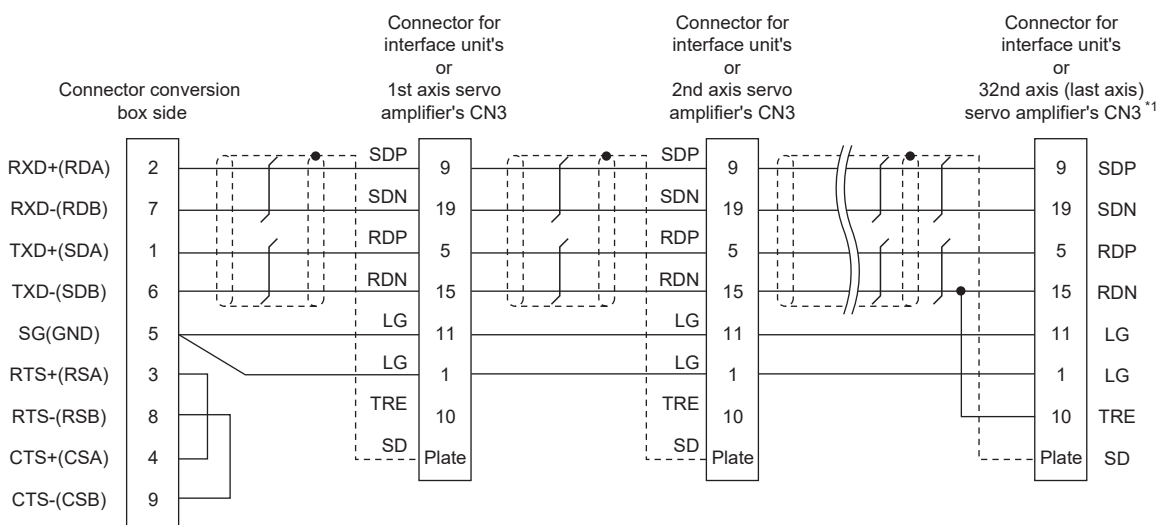 Connector for
interface unit's
or
1st axis servo
amplifier's CN3
Connector for
interface unit's
or
2nd axis servo
amplifier's CN3
Connector for
interface unit's
or
32nd axis (last axis)
servo amplifier's CN3 *1
Connector conversion
box side
RXD+(RDA) 2 SDP 9 SDP 9 9 SDP
RXD-(RDB) 7 SDN 19 SDN 19 19 SDN
TXD+(SDA) 1 RDP 5 RDP 5 5 RDP
TXD-(SDB) 6 RDN 15 RDN 15 15 RDN
SG(GND) 5 LG 11 LG 11 11 LG
RTS+(RSA) 3 LG 1 LG 1 1 LG
RTS-(RSB) 8 TRE 10 TRE 10 10 TRE
CTS+(CSA) 4 SD Plate SD Plate Plate SD
CTS-(CSB) 9